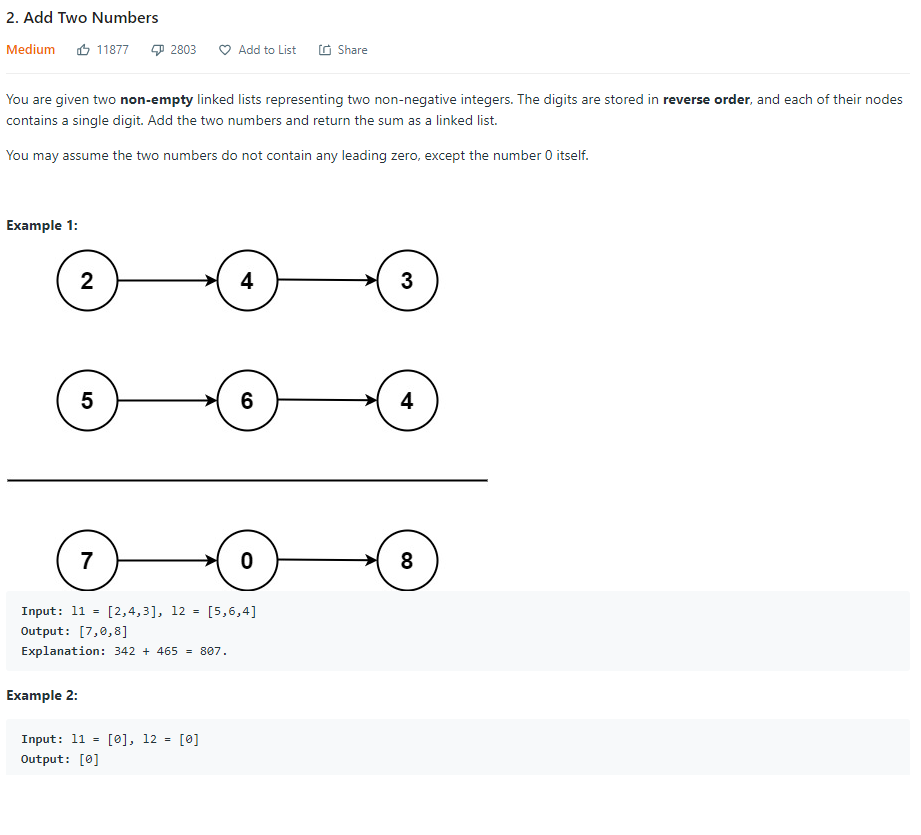 2. Add Two Numbers
Medium 11877 2803 Add to List Share
You are given two non-empty linked lists representing two non-negative integers. The digits are stored in reverse order, and each of their nodes
contains a single digit. Add the two numbers and return the sum as a linked list.
You may assume the two numbers do not contain any leading zero, except the number 0 itself.
Example 1:
2 4 3
5 6 4
7 0 8
Input: l1 = [2,4,3], l2 = [5,6,4]
Output: [7,0,8]
Explanation: 342 + 465 = 807.
Example 2:
Input: l1 = [0], l2 = [0]
Output: [0]